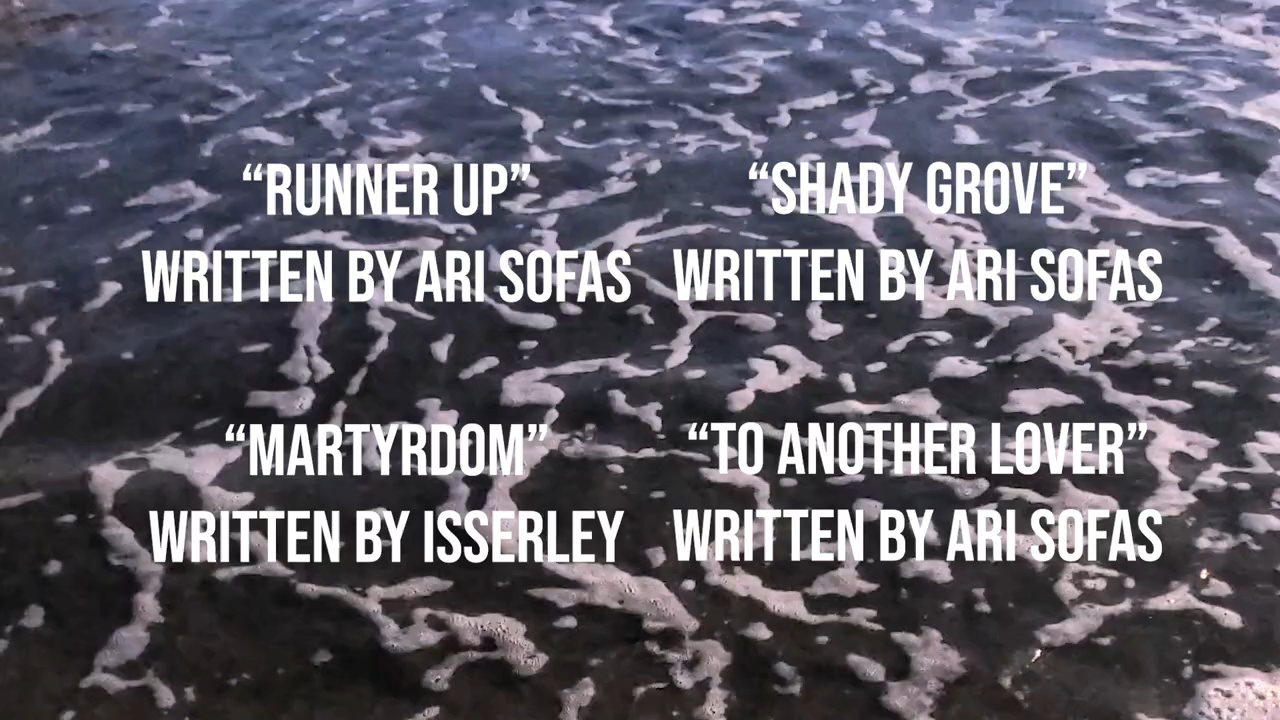 “RUNNER UP”
WRITTEN BY ARI SOFAS
“SHADY GROVE”
WRITTEN BY ARI SOFAS
“MARTYRDOM”
WRITTEN BY ISSERLEY
“TO ANOTHER LOVER”
WRITTEN BY ARI SOFAS